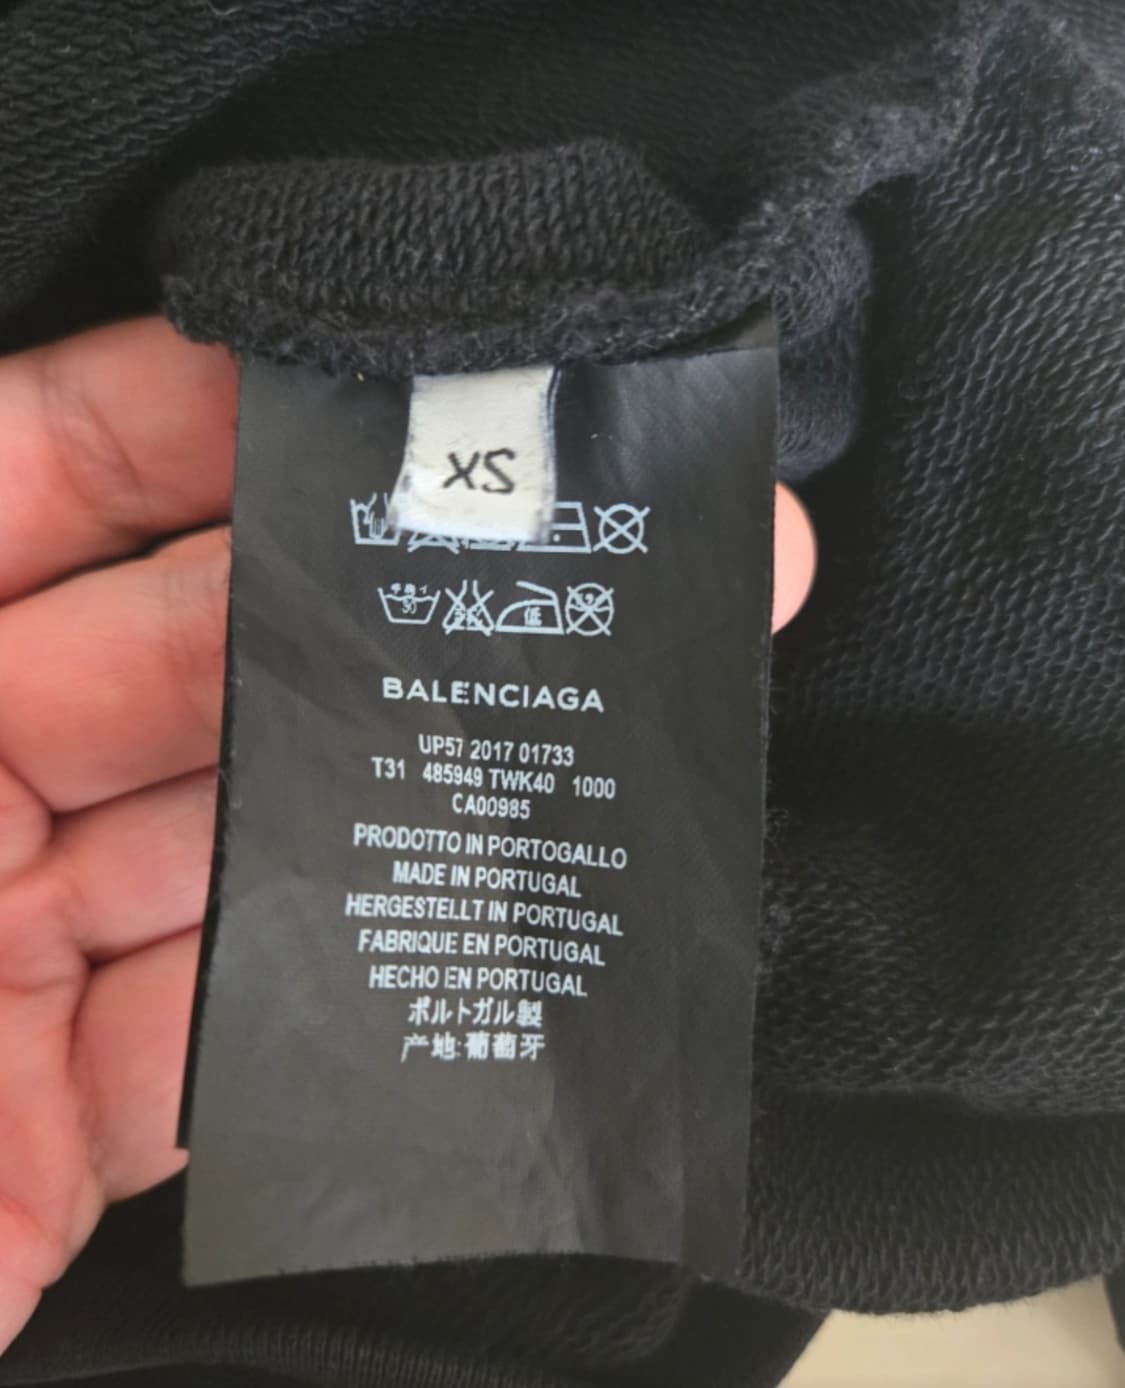 XS
BALENCIAGA
UP57 2017 01733
T31 485949 TWK40 1000
CA00985
PRODOTTO IN PORTOGALLO
MADE IN PORTUGAL
HERGESTELLT IN PORTUGAL
FABRIQUE EN PORTUGAL
HECHO EN PORTUGAL
ポルトガル製
产地:葡萄牙